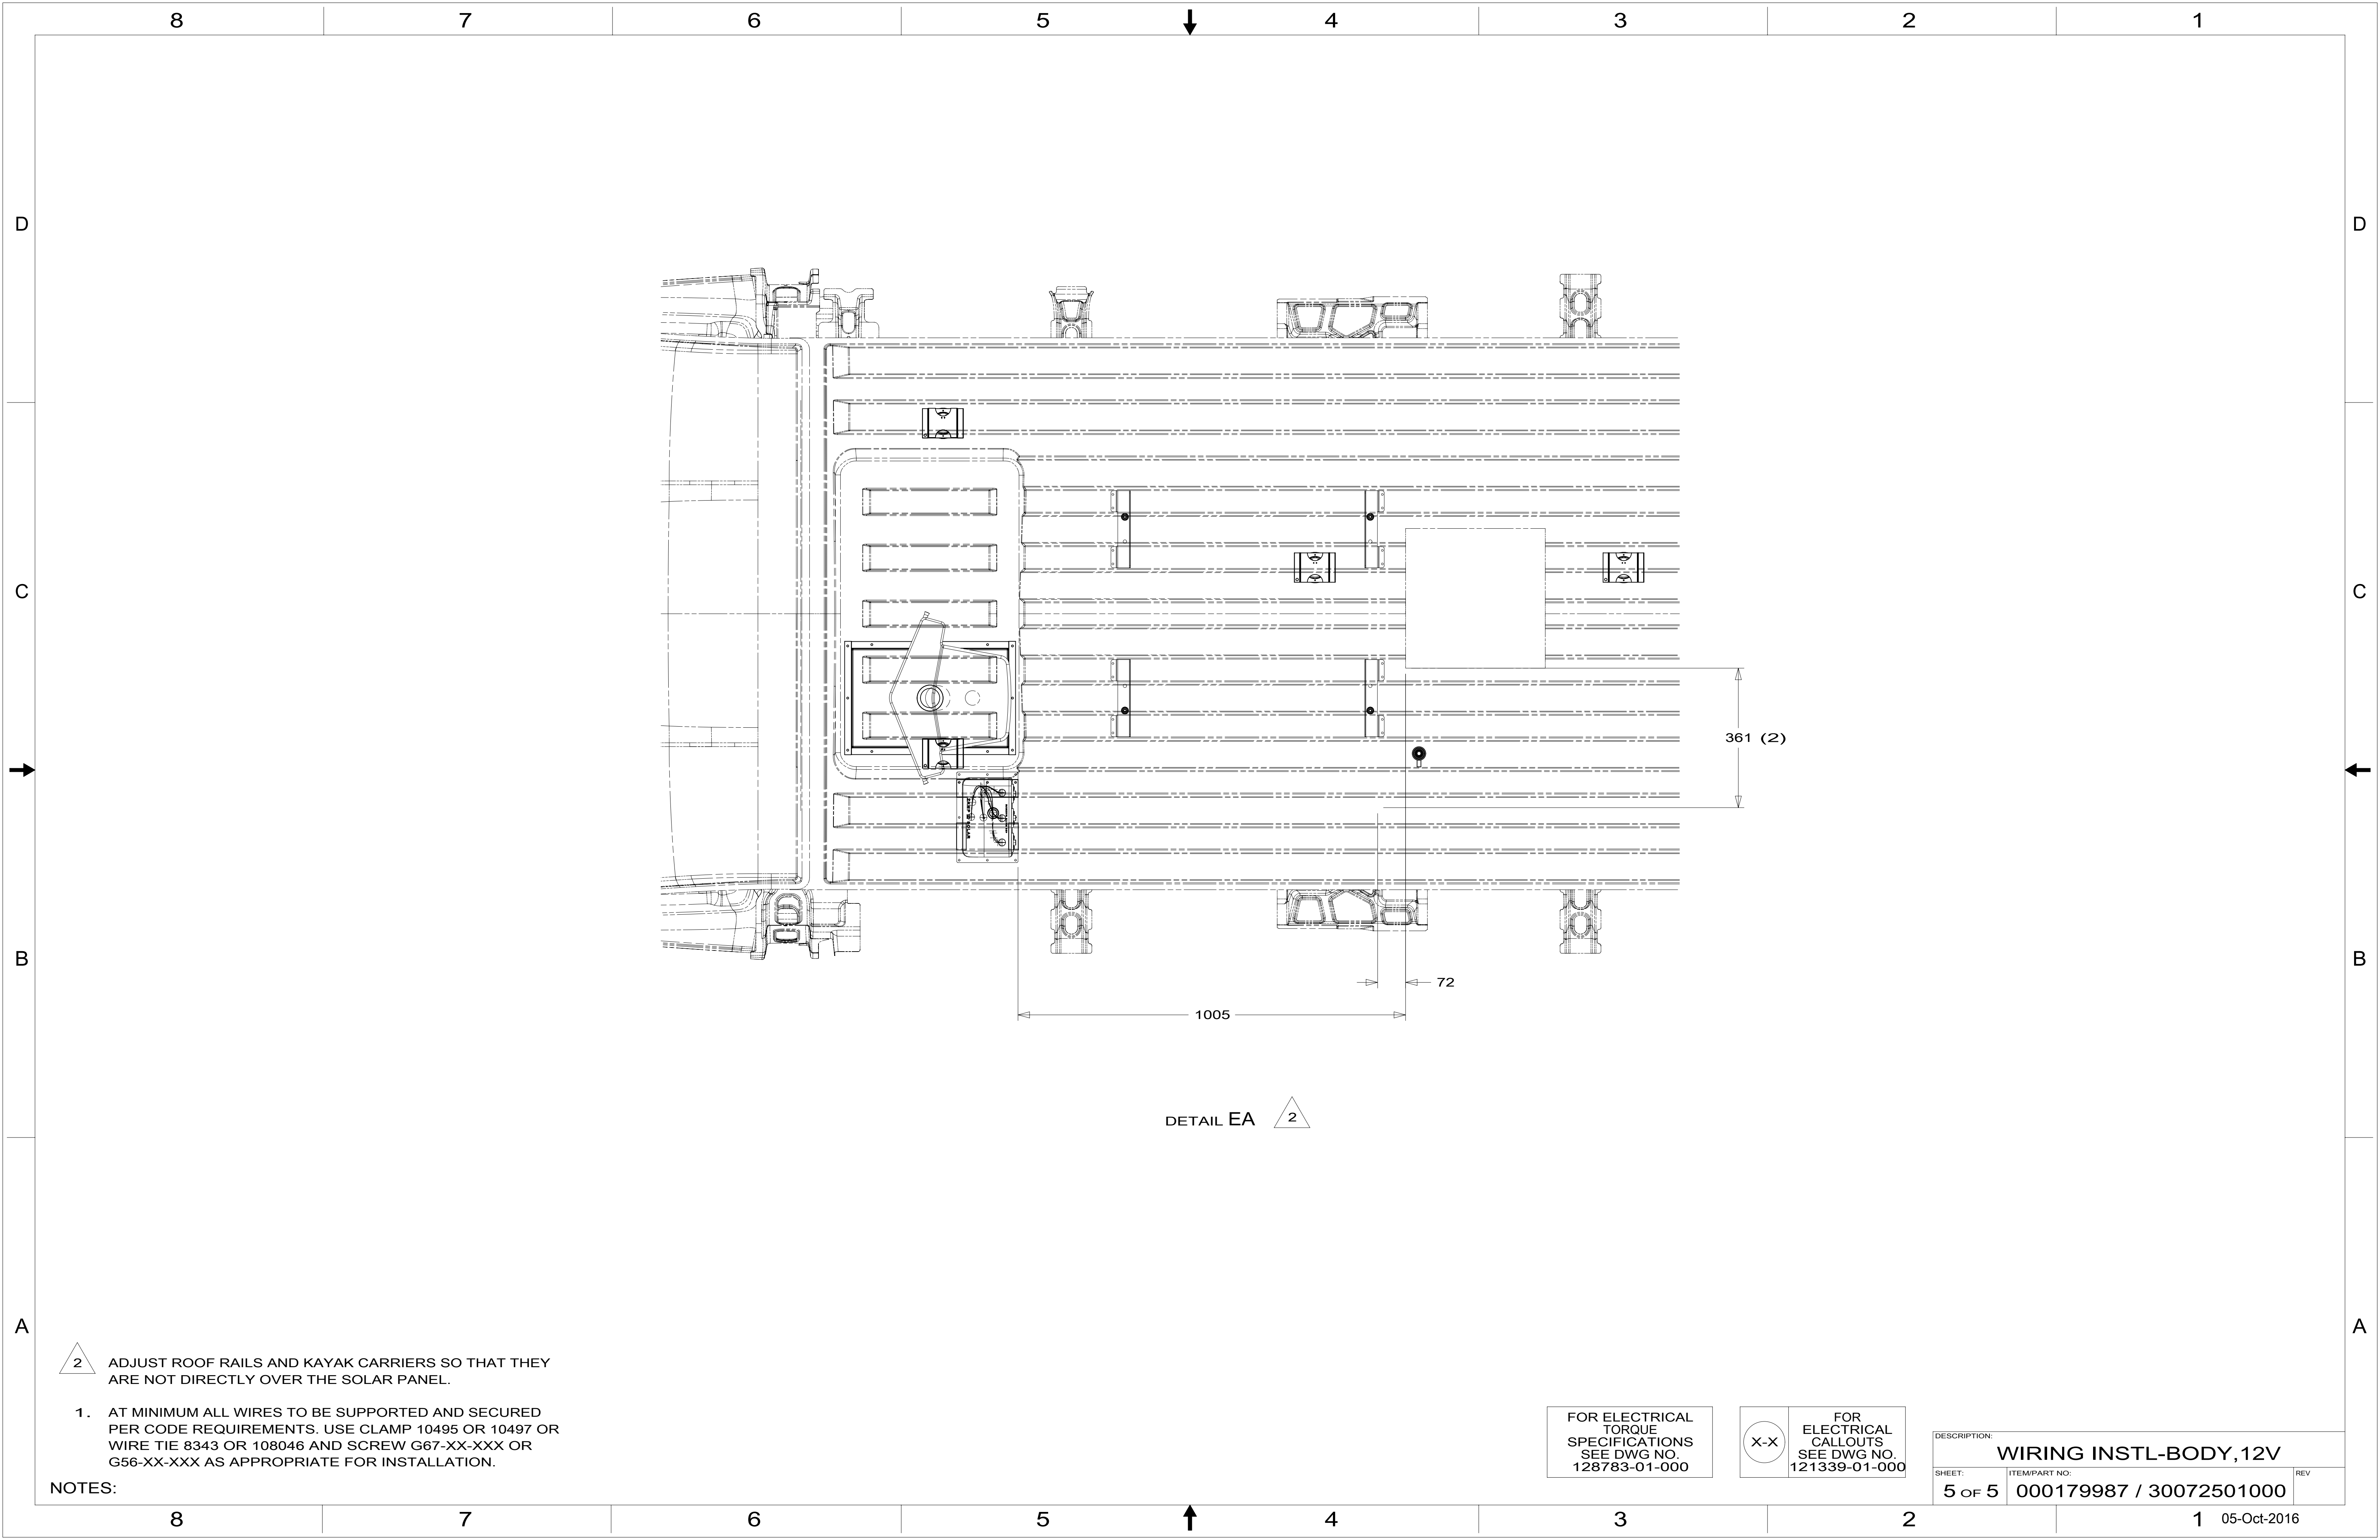 8 7 6 5 4 3 2 1
D D
C C
361 (2)
B B
72
1005
DETAIL EA 2
A A
2 ADJUST ROOF RAILS AND KAYAK CARRIERS SO THAT THEY
ARE NOT DIRECTLY OVER THE SOLAR PANEL.
1. AT MINIMUM ALL WIRES TO BE SUPPORTED AND SECURED
PER CODE REQUIREMENTS. USE CLAMP 10495 OR 10497 OR
WIRE TIE 8343 OR 108046 AND SCREW G67-XX-XXX OR
G56-XX-XXX AS APPROPRIATE FOR INSTALLATION.
NOTES:
FOR ELECTRICAL
TORQUE
SPECIFICATIONS
SEE DWG NO.
128783-01-000
X-X
FOR
ELECTRICAL
CALLOUTS
SEE DWG NO.
121339-01-000
DESCRIPTION:
WIRING INSTL-BODY,12V
SHEET: ITEM/PART NO: REV
5 OF 5 000179987 / 30072501000
8 7 6 5 4 3 2 1
05-Oct-2016